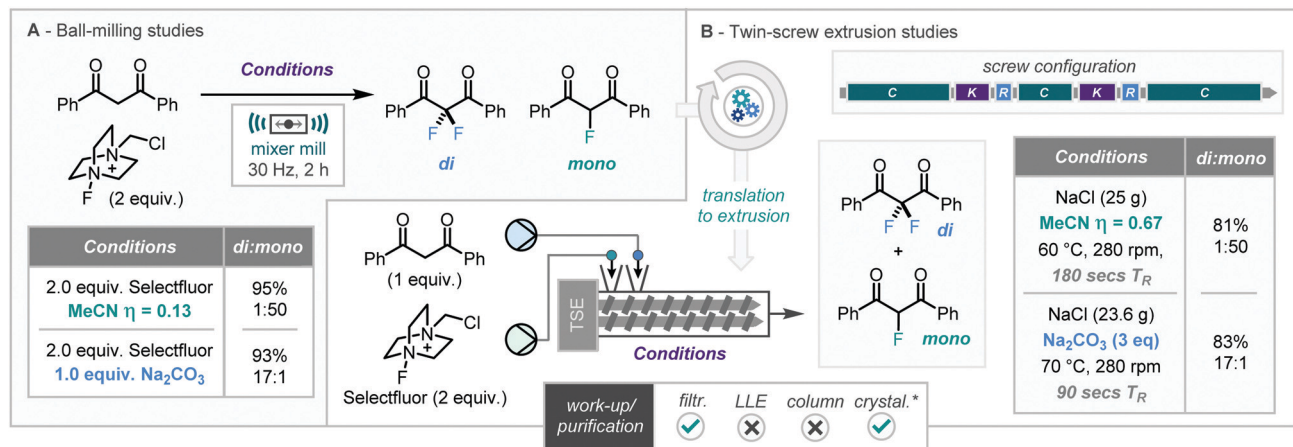 A - Ball-milling studies
O O
Ph Ph
Conditions
mixer mill
30 Hz, 2 h
N
Cl
N
+
F
(2 equiv.)
O O
Ph Ph
F F
di
O O
Ph Ph
F
mono
Conditions di:mono
2.0 equiv. Selectfluor
MeCN η = 0.13
95%
1:50
2.0 equiv. Selectfluor
1.0 equiv. Na₂CO₃
93%
17:1
B - Twin-screw extrusion studies
screw configuration
C K R C K R C
translation
to extrusion
O O
Ph Ph
(1 equiv.)
N
Cl
N
+
F
Selectfluor (2 equiv.)
TSE
Conditions
O O
Ph Ph
F F
di
+
O O
Ph Ph
F
mono
Conditions di:mono
NaCl (25 g)
MeCN η = 0.67
60 °C, 280 rpm,
180 secs T_R
81%
1:50
NaCl (23.6 g)
Na₂CO₃ (3 eq)
70 °C, 280 rpm
90 secs T_R
83%
17:1
work-up/
purification
filtr. LLE column crystal.*